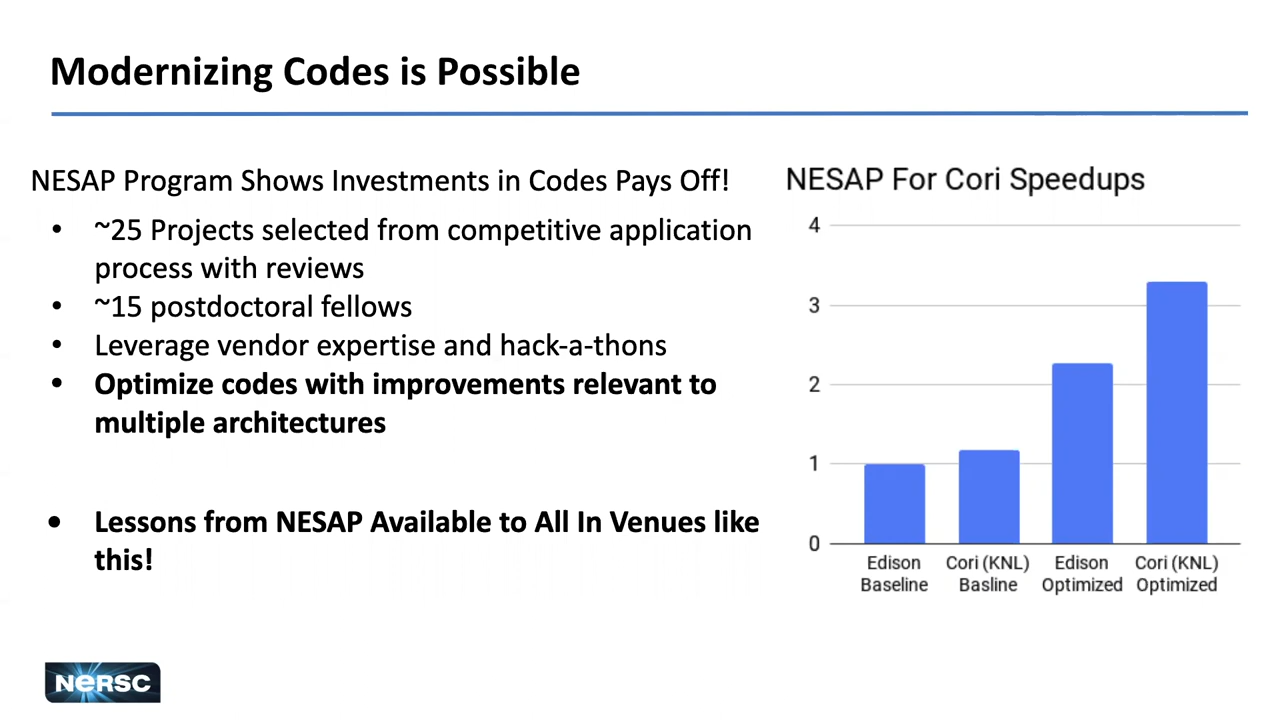 Modernizing Codes is Possible
NESAP Program Shows Investments in Codes Pays Off!
• ~25 Projects selected from competitive application
process with reviews
• ~15 postdoctoral fellows
• Leverage vendor expertise and hack-a-thons
• Optimize codes with improvements relevant to
multiple architectures
• Lessons from NESAP Available to All In Venues like
this!
NESAP For Cori Speedups
4
3
2
1
0
Edison
Baseline
Cori (KNL)
Basline
Edison
Optimized
Cori (KNL)
Optimized
NERSC